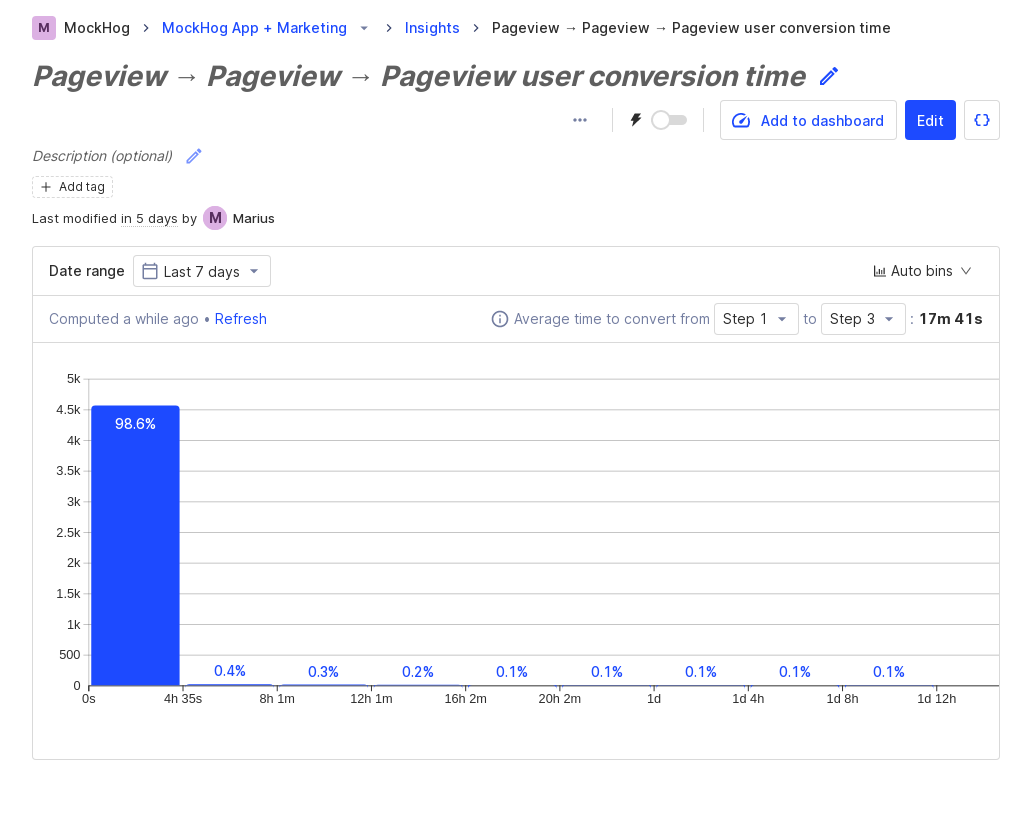 M MockHog MockHog App + Marketing Insights Pageview → Pageview → Pageview user conversion time
Pageview → Pageview → Pageview user conversion time
Add to dashboard Edit
Description (optional)
Add tag
Last modified in 5 days by M Marius
Date range Last 7 days Auto bins
Computed a while ago • Refresh Average time to convert from Step 1 to Step 3 : 17m 41s
5k
4.5k
98.6%
4k
3.5k
3k
2.5k
2k
1.5k
1k
500
0.4% 0.3% 0.2% 0.1% 0.1% 0.1% 0.1% 0.1%
0
0s 4h 35s 8h 1m 12h 1m 16h 2m 20h 2m 1d 1d 4h 1d 8h 1d 12h